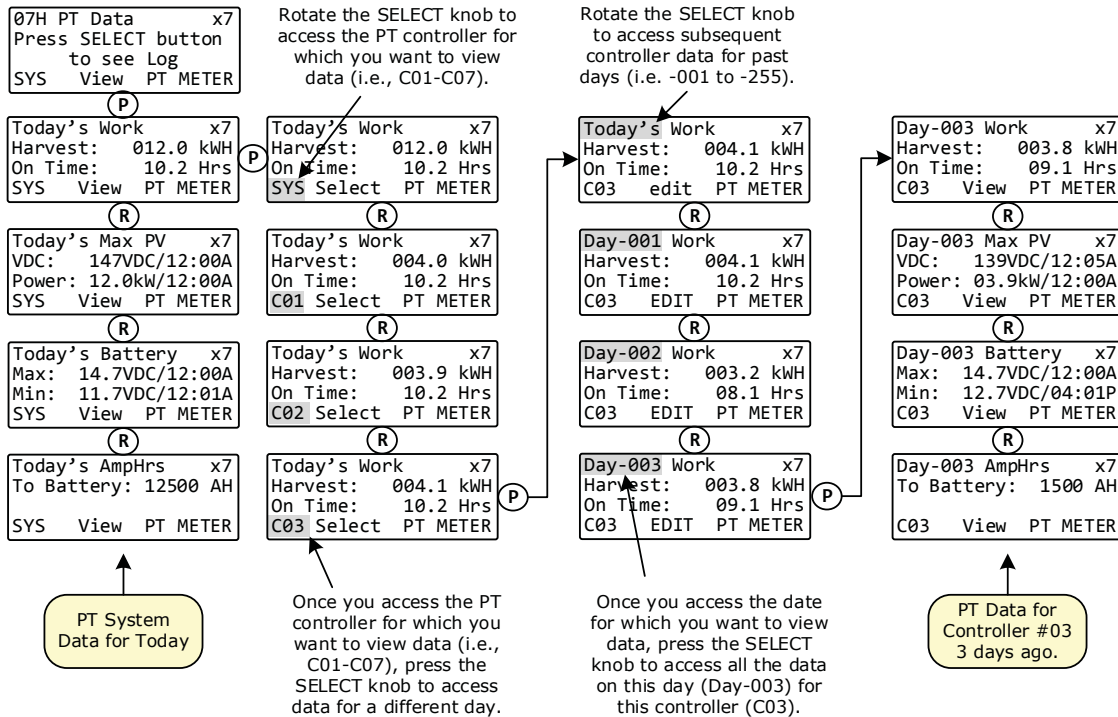 07H PT Data x7
Press SELECT button
to see Log
SYS View PT METER
P
Today's Work x7
Harvest: 012.0 kWH
On Time: 10.2 Hrs
SYS View PT METER
R
Today's Max PV x7
VDC: 147VDC/12:00A
Power: 12.0kW/12:00A
SYS View PT METER
R
Today's Battery x7
Max: 14.7VDC/12:00A
Min: 11.7VDC/12:01A
SYS View PT METER
R
Today's AmpHrs x7
To Battery: 12500 AH
SYS View PT METER
PT System
Data for Today
Rotate the SELECT knob to
access the PT controller for
which you want to view
data (i.e., C01-C07).
P
Today's Work x7
Harvest: 012.0 kWH
On Time: 10.2 Hrs
SYS Select PT METER
R
Today's Work x7
Harvest: 004.0 kWH
On Time: 10.2 Hrs
C01 Select PT METER
R
Today's Work x7
Harvest: 003.9 kWH
On Time: 10.2 Hrs
C02 Select PT METER
R
Today's Work x7
Harvest: 004.1 kWH
On Time: 10.2 Hrs
C03 Select PT METER
P
Once you access the PT
controller for which you
want to view data (i.e.,
C01-C07), press the
SELECT knob to access
data for a different day.
Rotate the SELECT knob
to access subsequent
controller data for past
days (i.e. -001 to -255).
Today's Work x7
Harvest: 004.1 kWH
On Time: 10.2 Hrs
C03 edit PT METER
R
Day-001 Work x7
Harvest: 004.1 kWH
On Time: 10.2 Hrs
C03 EDIT PT METER
R
Day-002 Work x7
Harvest: 003.2 kWH
On Time: 08.1 Hrs
C03 EDIT PT METER
R
Day-003 Work x7
Harvest: 003.8 kWH
On Time: 09.1 Hrs
C03 EDIT PT METER
P
Once you access the date
for which you want to view
data, press the SELECT
knob to access all the data
on this day (Day-003) for
this controller (C03).
Day-003 Work x7
Harvest: 003.8 kWH
On Time: 09.1 Hrs
C03 View PT METER
R
Day-003 Max PV x7
VDC: 139VDC/12:05A
Power: 03.9kW/12:00A
C03 View PT METER
R
Day-003 Battery x7
Max: 14.7VDC/12:00A
Min: 12.7VDC/04:01P
C03 View PT METER
R
Day-003 AmpHrs x7
To Battery: 1500 AH
C03 View PT METER
PT Data for
Controller #03
3 days ago.